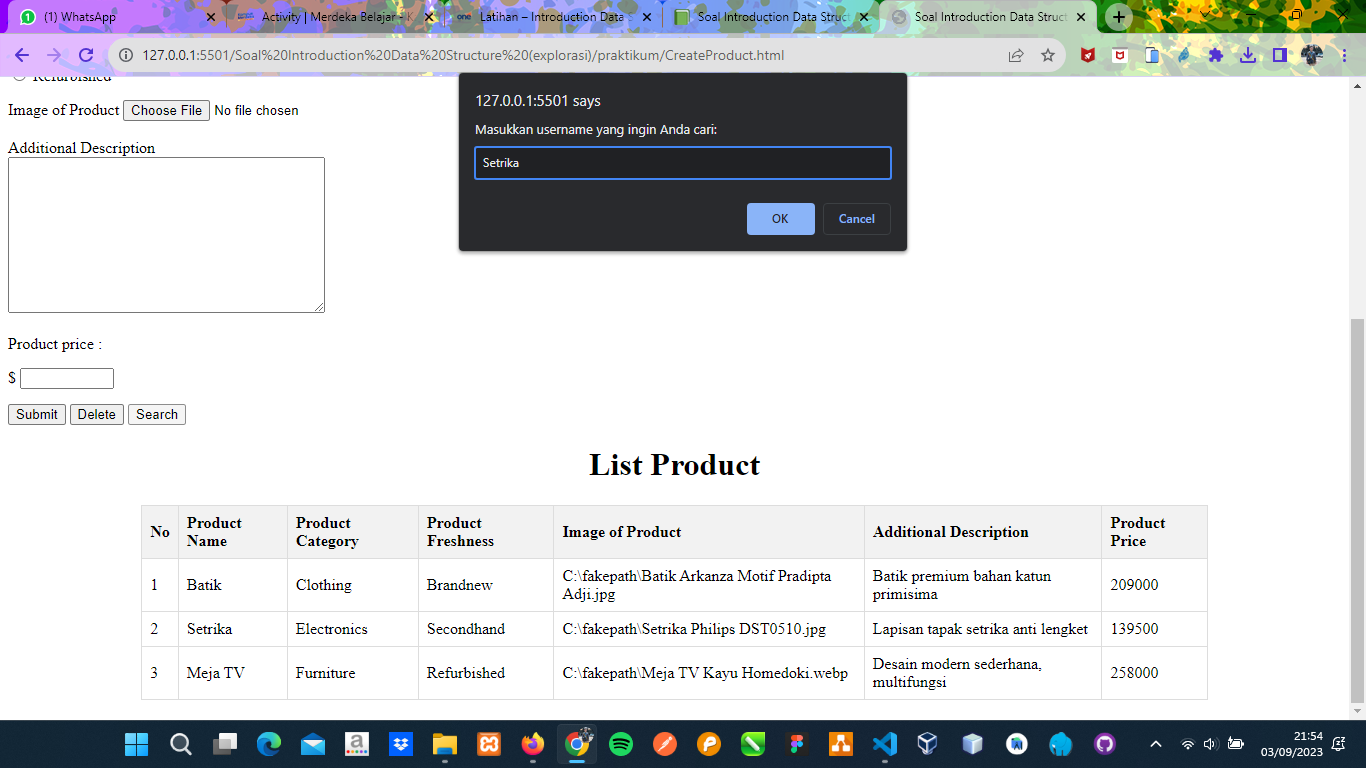 (1) WhatsApp
Activity | Merdeka Belajar - K
Latihan – Introduction Data S
Soal Introduction Data Struct
Soal Introduction Data Struct
127.0.0.1:5501/Soal%20Introduction%20Data%20Structure%20(explorasi)/praktikum/CreateProduct.html
Refurbished
127.0.0.1:5501 says
Masukkan username yang ingin Anda cari:
Setrika
OK Cancel
Image of Product Choose File No file chosen
Additional Description
Product price :
$
Submit Delete Search
List Product
No Product Name Product Category Product Freshness Image of Product Additional Description Product Price
1 Batik Clothing Brandnew C:\fakepath\Batik Arkanza Motif Pradipta Adji.jpg Batik premium bahan katun primisima 209000
2 Setrika Electronics Secondhand C:\fakepath\Setrika Philips DST0510.jpg Lapisan tapak setrika anti lengket 139500
3 Meja TV Furniture Refurbished C:\fakepath\Meja TV Kayu Homedoki.webp Desain modern sederhana, multifungsi 258000
21:54
03/09/2023